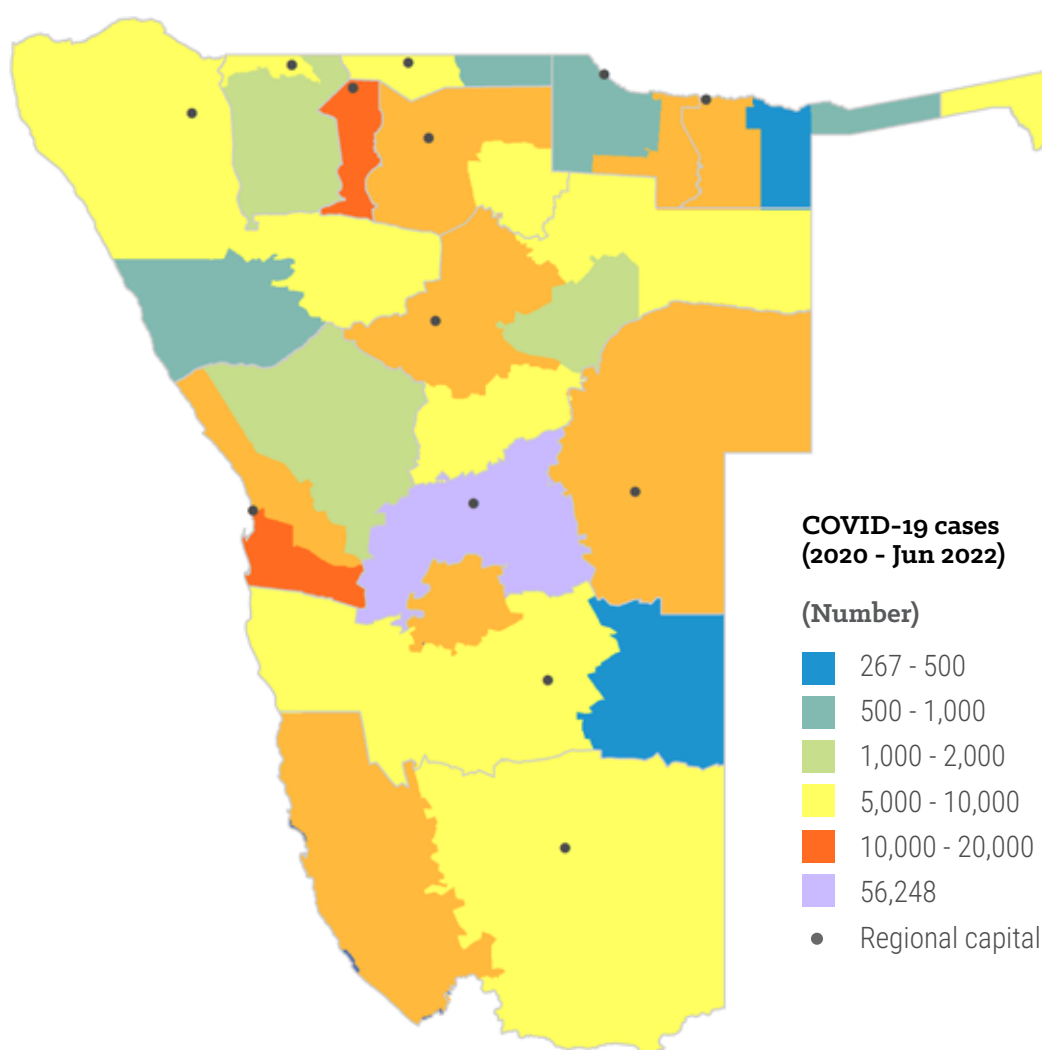 COVID-19 cases
(2020 - Jun 2022)
(Number)
267 - 500
500 - 1,000
1,000 - 2,000
5,000 - 10,000
10,000 - 20,000
56,248
Regional capital